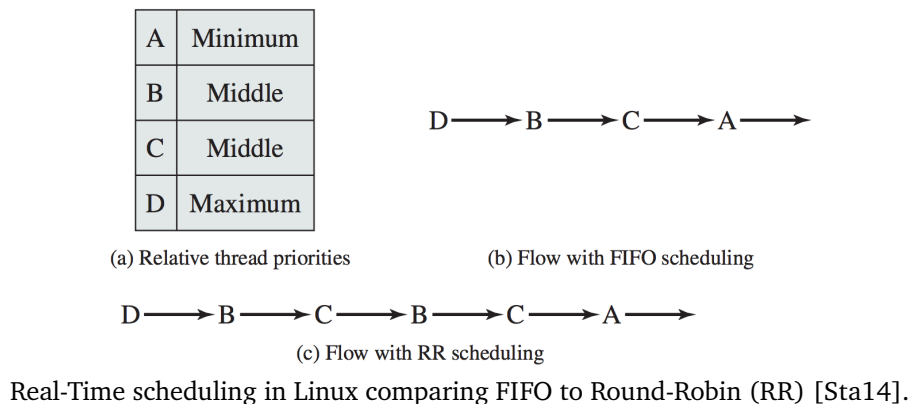 A Minimum
B Middle
C Middle
D Maximum
(a) Relative thread priorities
D B C A
(b) Flow with FIFO scheduling
D B C B C A
(c) Flow with RR scheduling
Real-Time scheduling in Linux comparing FIFO to Round-Robin (RR) [Sta14].